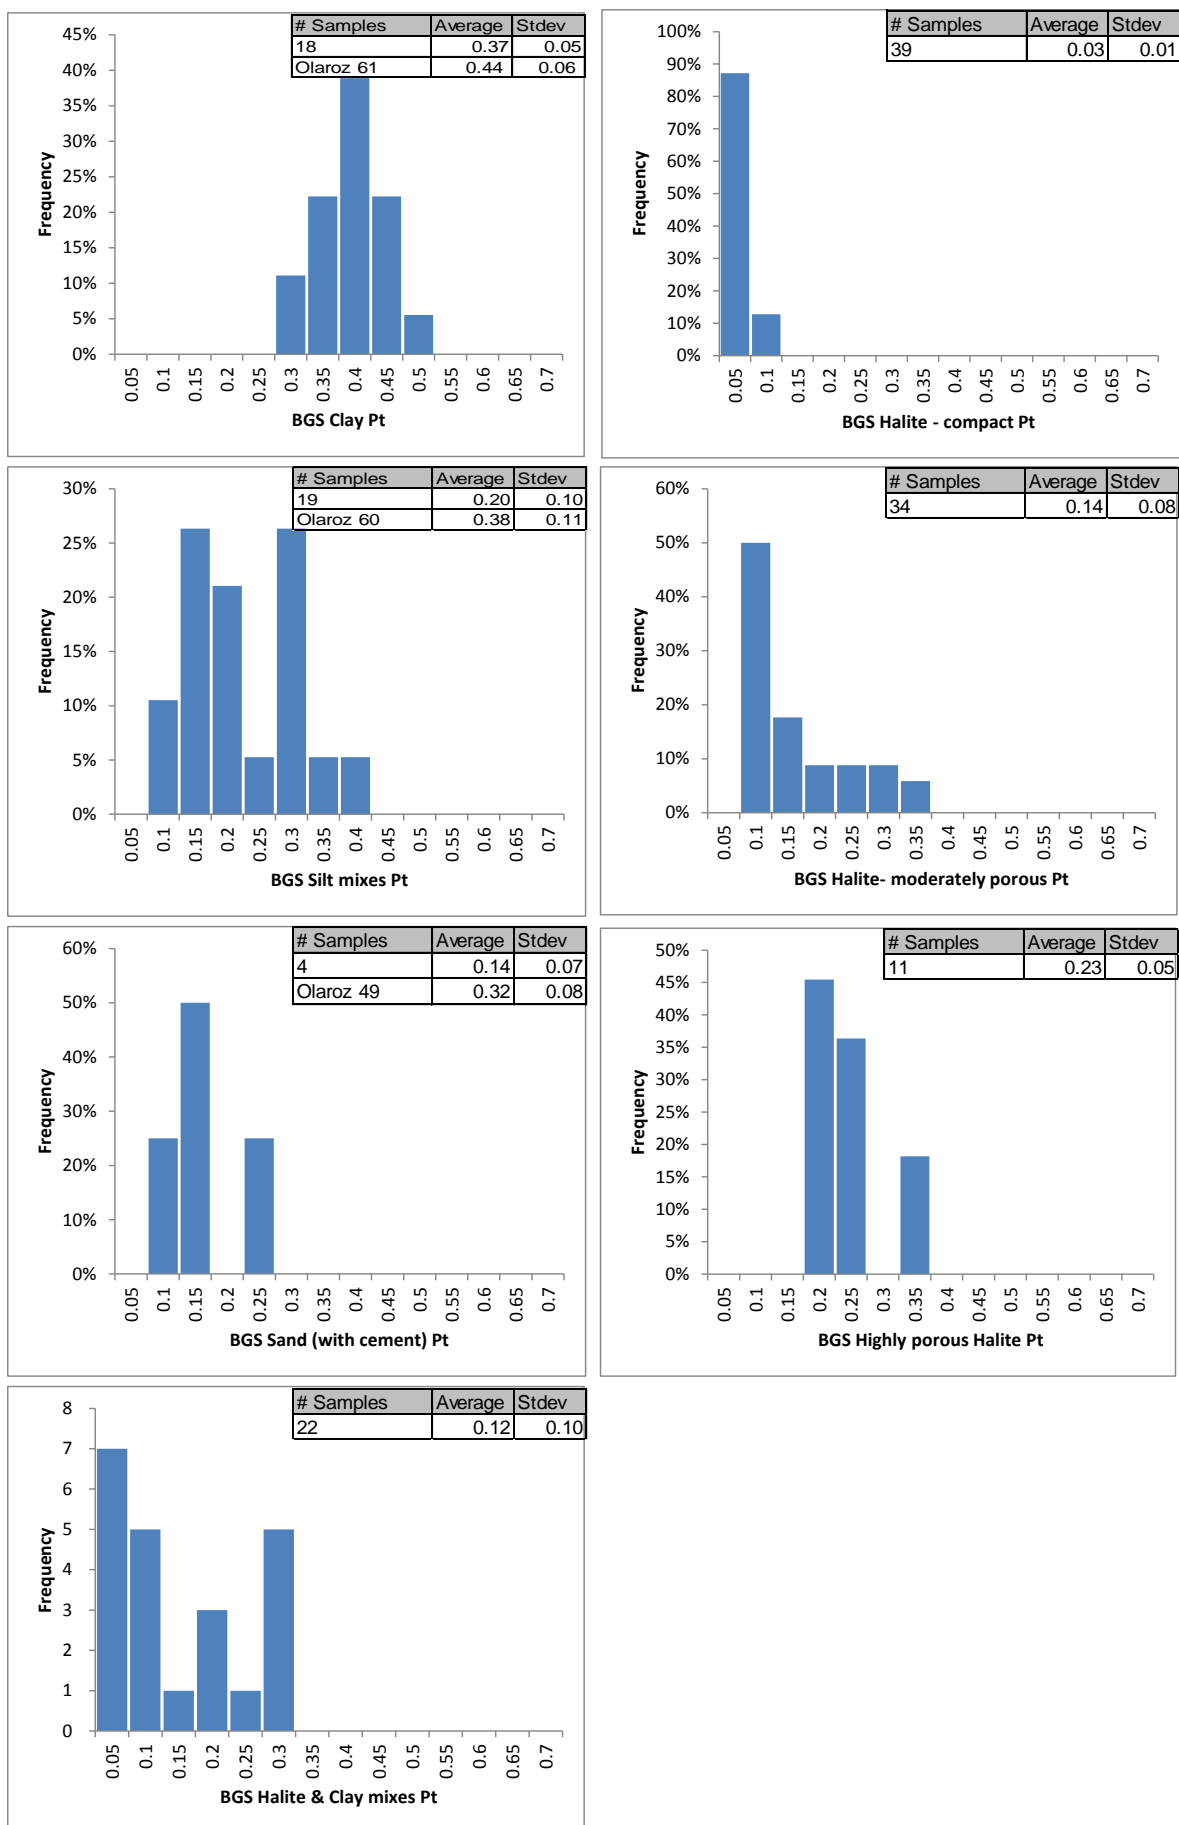 # Samples Average Stdev
18 0.37 0.05
Olaroz 61 0.44 0.06
45%
40%
35%
30%
25%
20%
15%
10%
5%
0%
Frequency
0.05 0.1 0.15 0.2 0.25 0.3 0.35 0.4 0.45 0.5 0.55 0.6 0.65 0.7
BGS Clay Pt
# Samples Average Stdev
39 0.03 0.01
100%
90%
80%
70%
60%
50%
40%
30%
20%
10%
0%
Frequency
0.05 0.1 0.15 0.2 0.25 0.3 0.35 0.4 0.45 0.5 0.55 0.6 0.65 0.7
BGS Halite - compact Pt
# Samples Average Stdev
19 0.20 0.10
Olaroz 60 0.38 0.11
30%
25%
20%
15%
10%
5%
0%
Frequency
0.05 0.1 0.15 0.2 0.25 0.3 0.35 0.4 0.45 0.5 0.55 0.6 0.65 0.7
BGS Silt mixes Pt
# Samples Average Stdev
34 0.14 0.08
60%
50%
40%
30%
20%
10%
0%
Frequency
0.05 0.1 0.15 0.2 0.25 0.3 0.35 0.4 0.45 0.5 0.55 0.6 0.65 0.7
BGS Halite- moderately porous Pt
# Samples Average Stdev
4 0.14 0.07
Olaroz 49 0.32 0.08
60%
50%
40%
30%
20%
10%
0%
Frequency
0.05 0.1 0.15 0.2 0.25 0.3 0.35 0.4 0.45 0.5 0.55 0.6 0.65 0.7
BGS Sand (with cement) Pt
# Samples Average Stdev
11 0.23 0.05
50%
45%
40%
35%
30%
25%
20%
15%
10%
5%
0%
Frequency
0.05 0.1 0.15 0.2 0.25 0.3 0.35 0.4 0.45 0.5 0.55 0.6 0.65 0.7
BGS Highly porous Halite Pt
# Samples Average Stdev
22 0.12 0.10
8
7
6
5
4
3
2
1
0
Frequency
0.05 0.1 0.15 0.2 0.25 0.3 0.35 0.4 0.45 0.5 0.55 0.6 0.65 0.7
BGS Halite & Clay mixes Pt